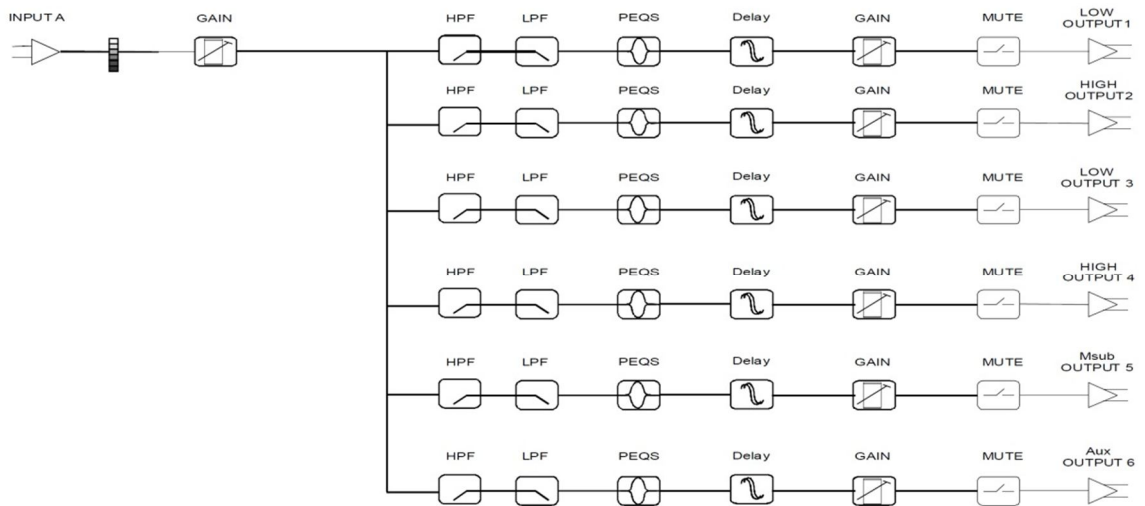 INPUT A
GAIN
HPF LPF PEQS Delay GAIN MUTE LOW
OUTPUT 1
HPF LPF PEQS Delay GAIN MUTE HIGH
OUTPUT2
HPF LPF PEQS Delay GAIN MUTE LOW
OUTPUT 3
HPF LPF PEQS Delay GAIN MUTE HIGH
OUTPUT 4
HPF LPF PEQS Delay GAIN MUTE Msub
OUTPUT 5
HPF LPF PEQS Delay GAIN MUTE Aux
OUTPUT 6